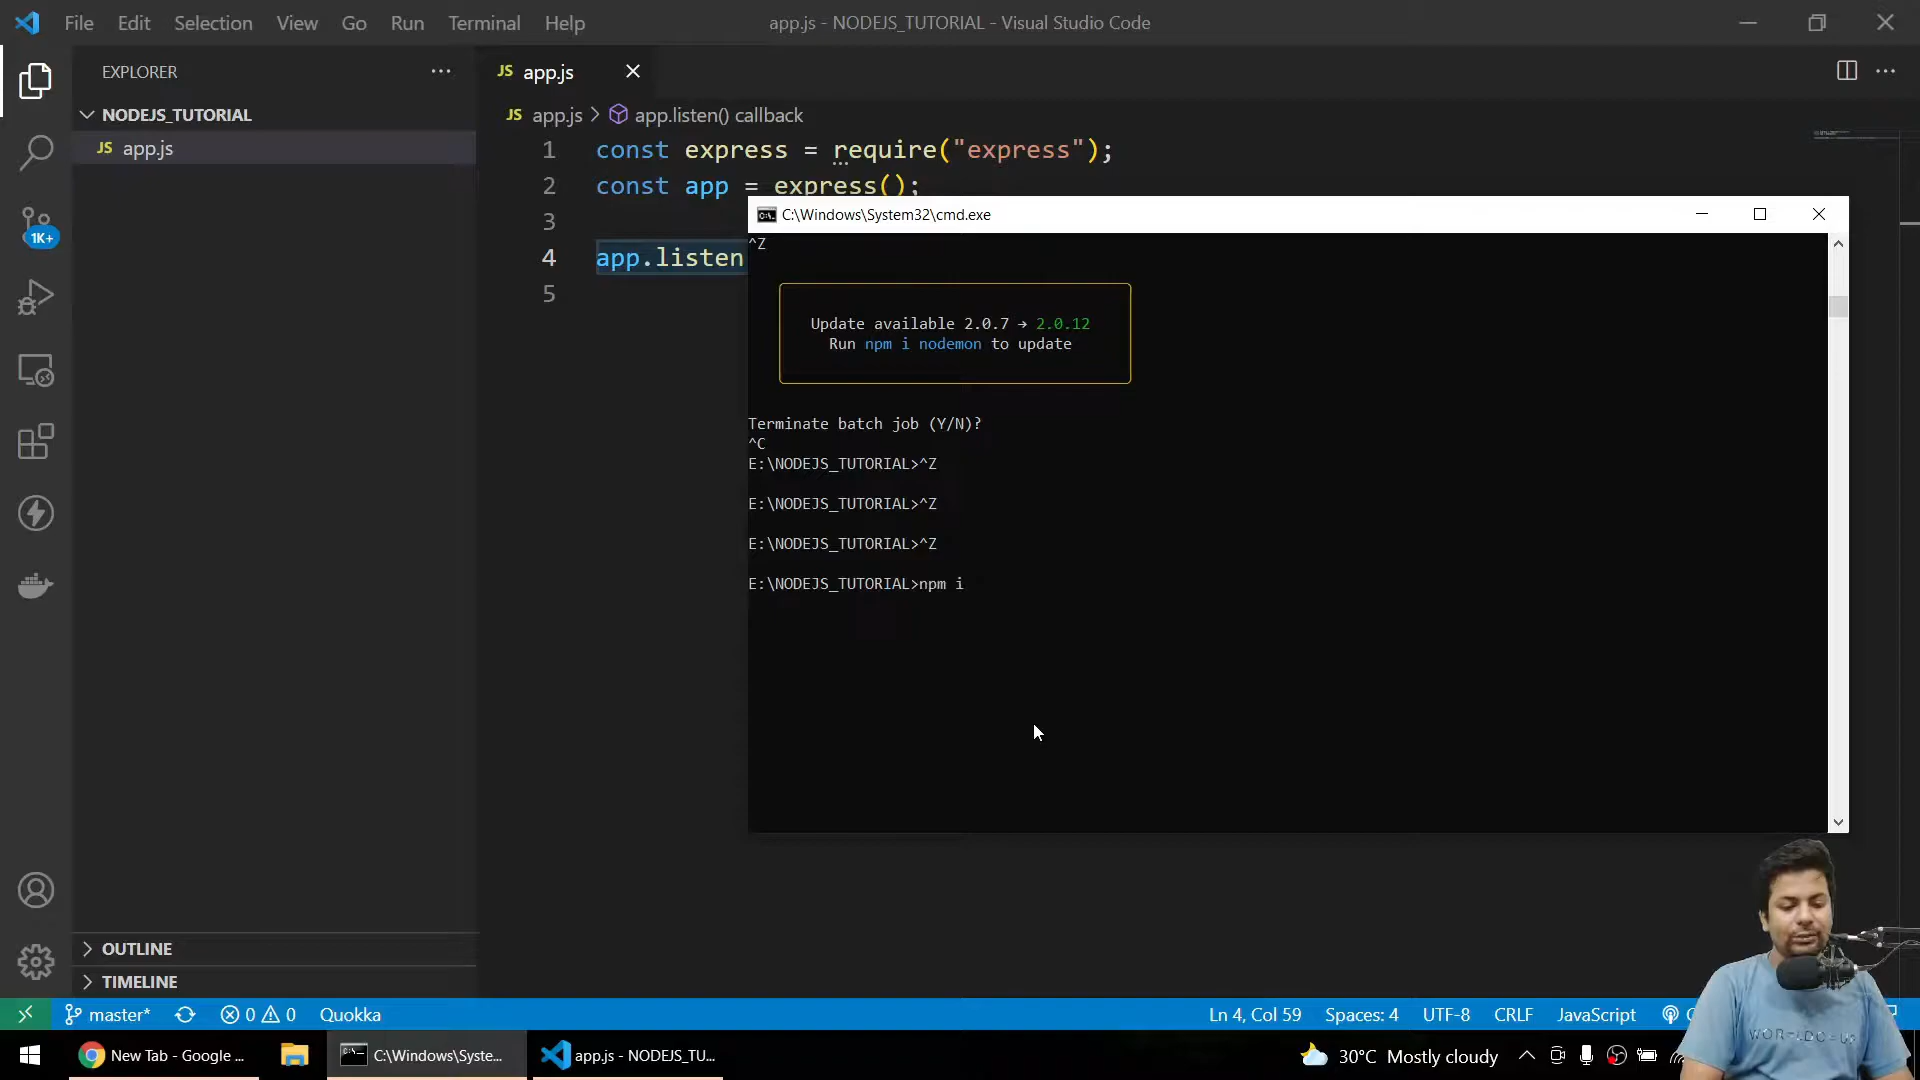 File Edit Selection View Go Run Terminal Help
app.js - NODEJS_TUTORIAL - Visual Studio Code
EXPLORER
NODEJS_TUTORIAL
JS app.js
1K+
OUTLINE
TIMELINE
JS app.js
JS app.js > app.listen() callback
1 const express = require("express");
2 const app = express();
3
4 app.listen
5
C:\Windows\System32\cmd.exe
^Z
Update available 2.0.7 → 2.0.12
Run npm i nodemon to update
Terminate batch job (Y/N)?
^C
E:\NODEJS_TUTORIAL>^Z
E:\NODEJS_TUTORIAL>^Z
E:\NODEJS_TUTORIAL>^Z
E:\NODEJS_TUTORIAL>npm i
master* 0 0 Quokka
Ln 4, Col 59 Spaces: 4 UTF-8 CRLF JavaScript
New Tab - Google ...
C:\Windows\Syste...
app.js - NODEJS_TU...
30°C Mostly cloudy